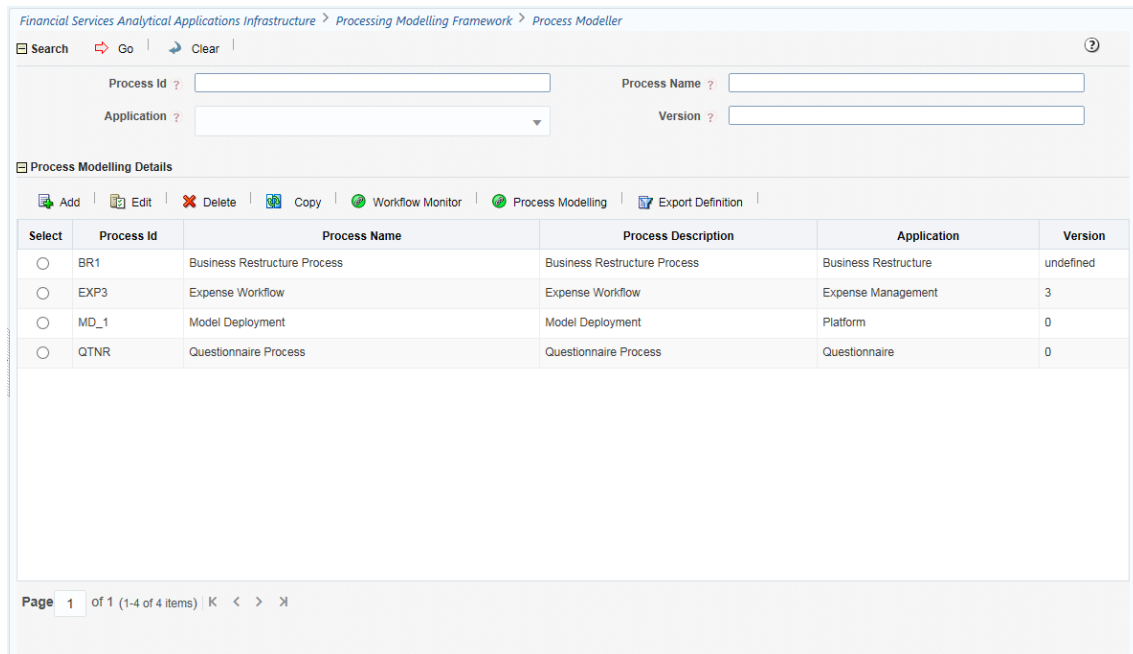 Financial Services Analytical Applications Infrastructure > Processing Modelling Framework > Process Modeller
Search Go Clear ?
Process Id ? Process Name ?
Application ? Version ?
Process Modelling Details
Add Edit Delete Copy Workflow Monitor Process Modelling Export Definition
Select Process Id Process Name Process Description Application Version
BR1 Business Restructure Process Business Restructure Process Business Restructure undefined
EXP3 Expense Workflow Expense Workflow Expense Management 3
MD_1 Model Deployment Model Deployment Platform 0
QTNR Questionnaire Process Questionnaire Process Questionnaire 0
Page 1 of 1 (1-4 of 4 items)